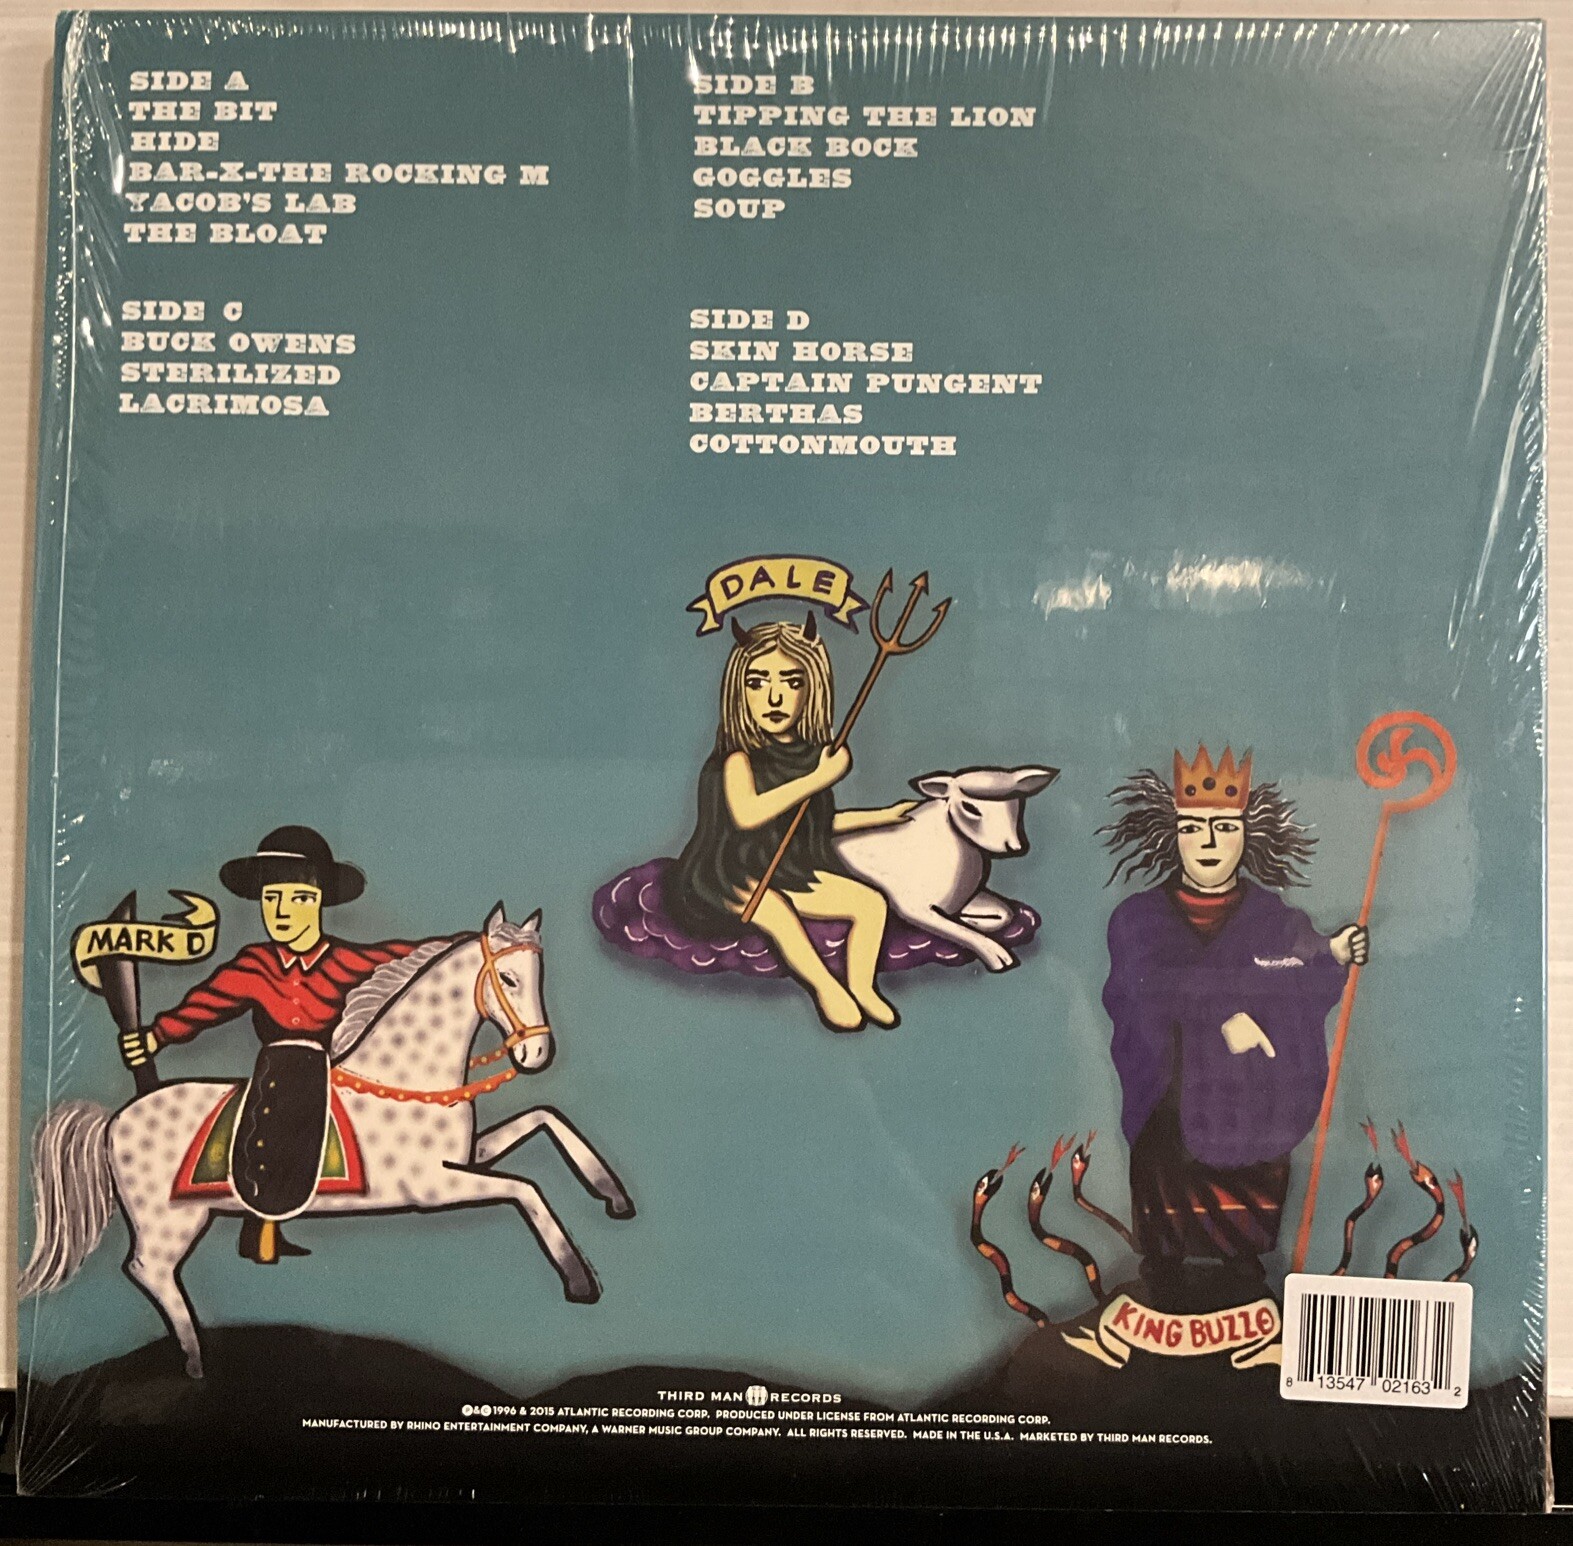 SIDE A
THE BIT
HIDE
BAR-X-THE ROCKING M
YACOB'S LAB
THE BLOAT
SIDE B
TIPPING THE LION
BLACK BOCK
GOGGLES
SOUP
SIDE C
BUCK OWENS
STERILIZED
LACRIMOSA
SIDE D
SKIN HORSE
CAPTAIN PUNGENT
BERTHAS
COTTONMOUTH
DALE
MARK D
KING BUZZO
8 13547 02163 2
THIRD MAN RECORDS
℗&© 1996 & 2015 ATLANTIC RECORDING CORP. PRODUCED UNDER LICENSE FROM ATLANTIC RECORDING CORP.
MANUFACTURED BY RHINO ENTERTAINMENT COMPANY, A WARNER MUSIC GROUP COMPANY. ALL RIGHTS RESERVED. MADE IN THE U.S.A. MARKETED BY THIRD MAN RECORDS.